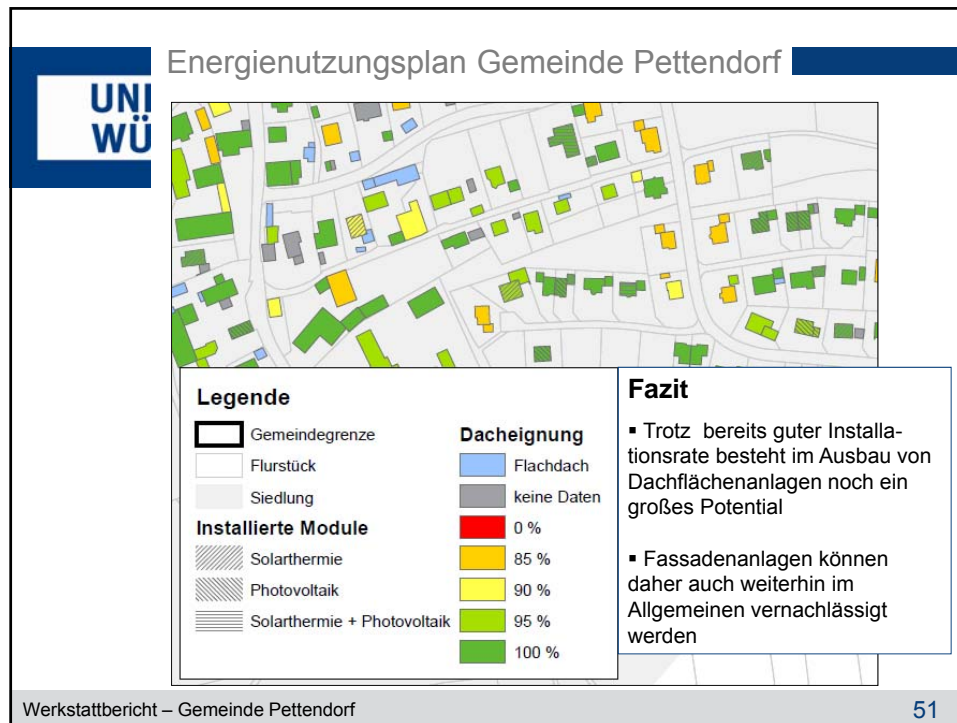 Energienutzungsplan Gemeinde Pettendorf
UNI
WÜ
Legende
Gemeindegrenze
Flurstück
Siedlung
Installierte Module
Solarthermie
Photovoltaik
Solarthermie + Photovoltaik
Dacheignung
Flachdach
keine Daten
0 %
85 %
90 %
95 %
100 %
Fazit
▪ Trotz bereits guter Installa-
tionsrate besteht im Ausbau von
Dachflächenanlagen noch ein
großes Potential
▪ Fassadenanlagen können
daher auch weiterhin im
Allgemeinen vernachlässigt
werden
Werkstattbericht – Gemeinde Pettendorf
51